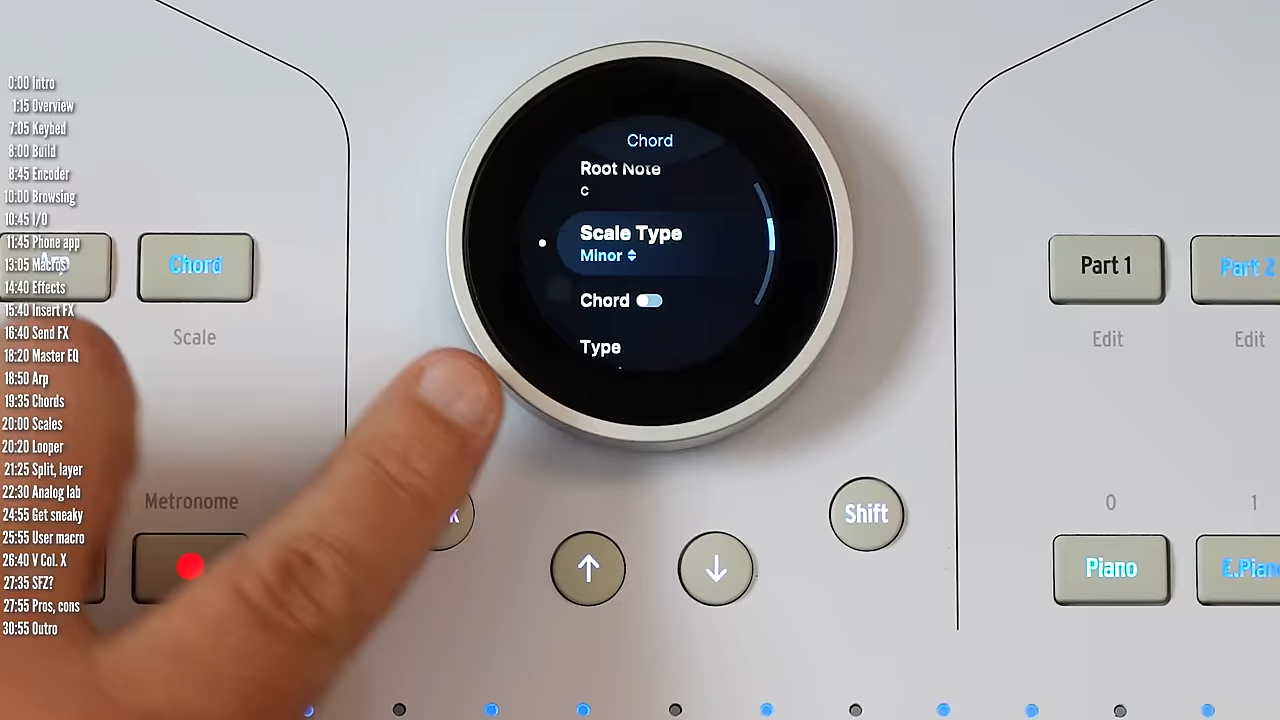 0:00 Intro
1:15 Overview
7:05 Keybed
8:00 Build
8:45 Encoder
10:00 Browsing
10:45 I/O
11:45 Phone app
13:05 Macros
14:40 Effects
15:40 Insert FX
16:40 Send FX
18:20 Master EQ
18:50 Arp
19:35 Chords
20:00 Scales
20:20 Looper
21:25 Split, layer
22:30 Analog lab
24:55 Get sneaky
25:55 User macro
26:40 V Col. X
27:35 SFZ?
27:55 Pros, cons
30:55 Outro
Chord
Scale
Metronome
Chord
Root Note
C
Scale Type
Minor
Chord
Type
Shift
Part 1
Part 2
Edit
Edit
0
1
Piano